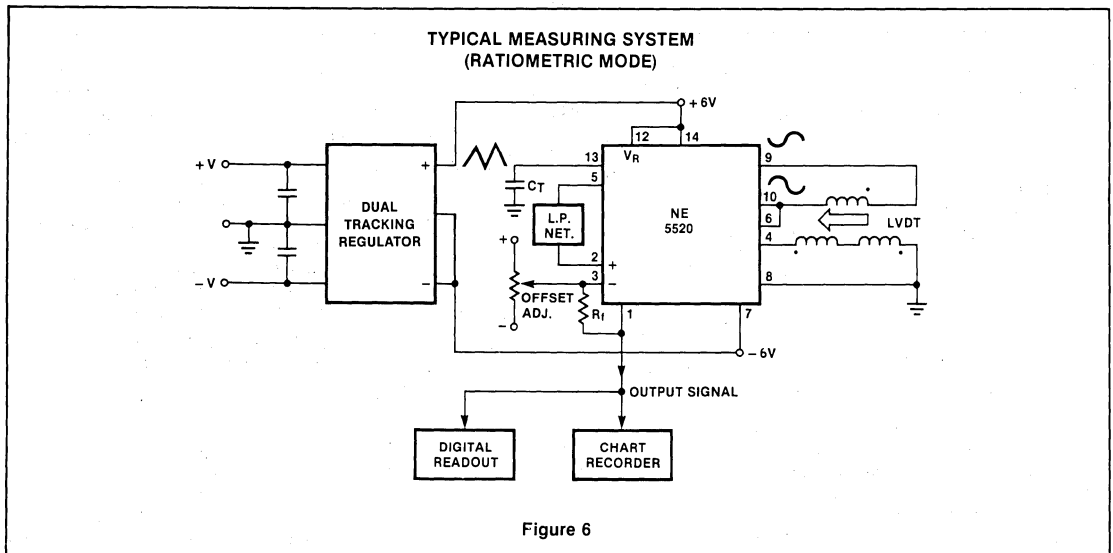 TYPICAL MEASURING SYSTEM
(RATIOMETRIC MODE)
+6V
12
14
VR
13
9
+V
+
CT
5
10
DUAL
TRACKING
REGULATOR
L.P.
NET.
NE
5520
6
LVDT
4
+
2
+
-V
-
3
-
8
OFFSET
ADJ.
Rf
-
1
7
-6V
OUTPUT SIGNAL
DIGITAL
READOUT
CHART
RECORDER
Figure 6